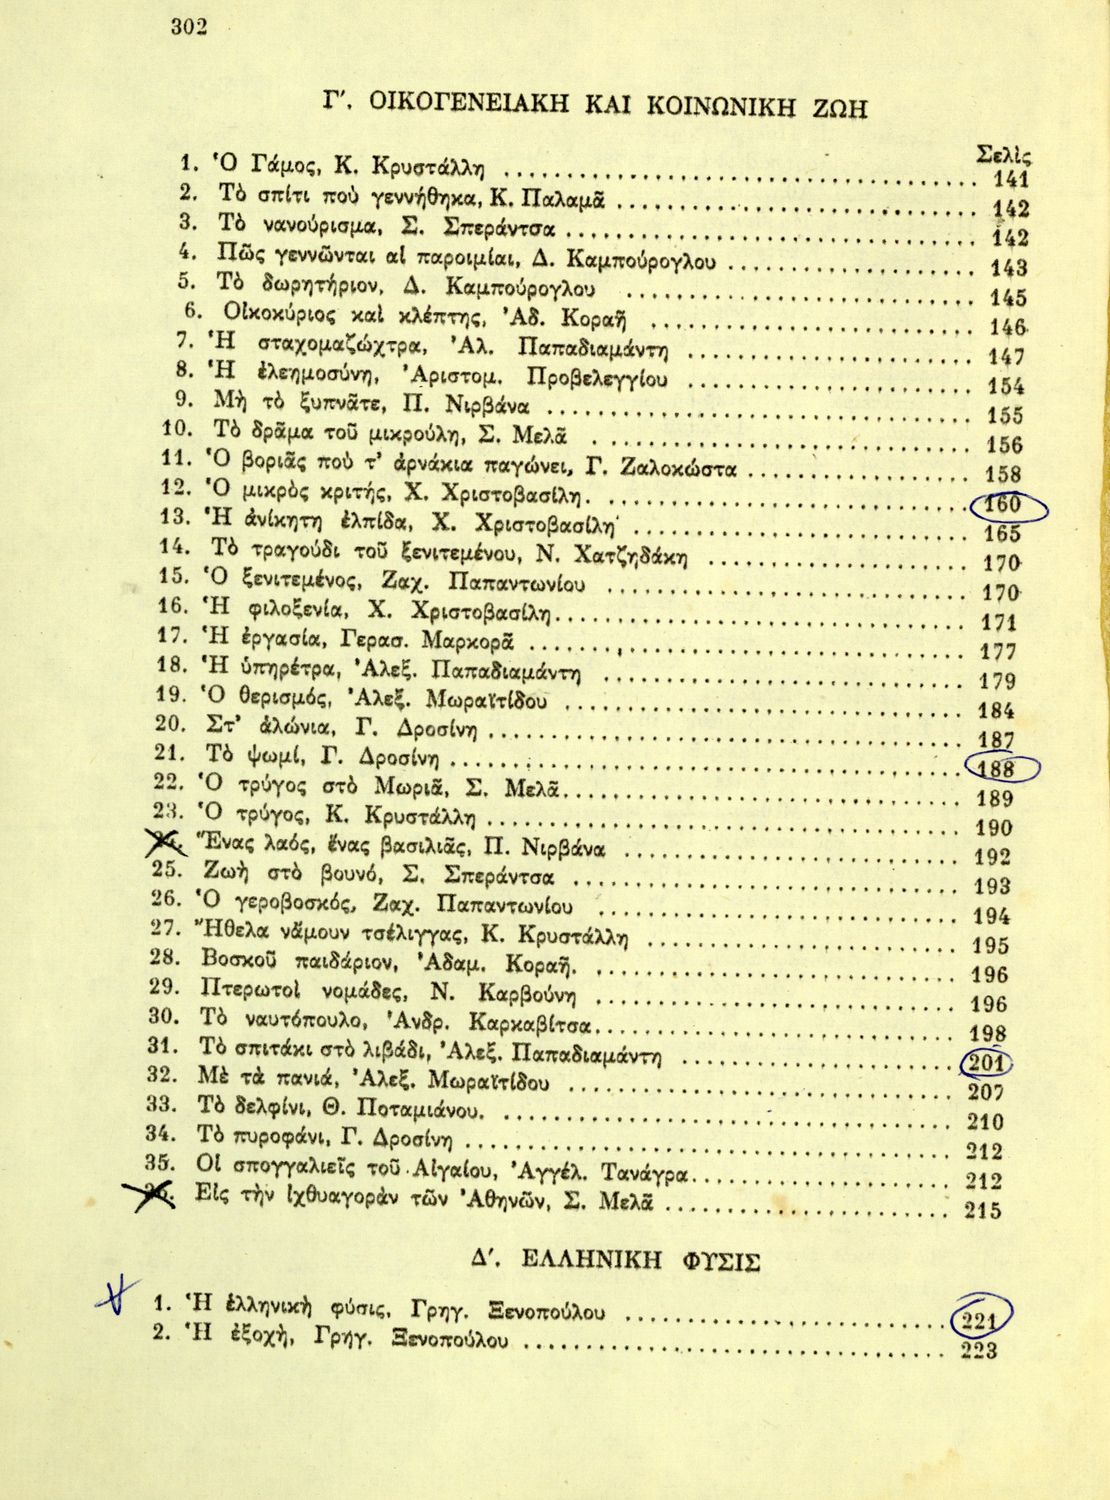 302
Γʹ. ΟΙΚΟΓΕΝΕΙΑΚΗ ΚΑΙ ΚΟΙΝΩΝΙΚΗ ΖΩΗ
Σελὶς
1. Ὁ Γάμος, Κ. Κρυστάλλη ........ 141
2. Τὸ σπίτι ποὺ γεννήθηκα, Κ. Παλαμᾶ ........ 142
3. Τὸ νανούρισμα, Σ. Σπεράντσα ........ 142
4. Πῶς γεννῶνται αἱ παροιμίαι, Δ. Καμπούρογλου ........ 143
5. Τὸ δωρητήριον, Δ. Καμπούρογλου ........ 145
6. Οἰκοκύριος καὶ κλέπτης, Ἀδ. Κοραῆ ........ 146
7. Ἡ σταχομαζώχτρα, Ἀλ. Παπαδιαμάντη ........ 147
8. Ἡ ἐλεημοσύνη, Ἀριστομ. Προβελεγγίου ........ 154
9. Μὴ τὸ ξυπνᾶτε, Π. Νιρβάνα ........ 155
10. Τὸ δρᾶμα τοῦ μικρούλη, Σ. Μελᾶ ........ 156
11. Ὁ βοριᾶς ποὺ τ' ἀρνάκια παγώνει, Γ. Ζαλοκώστα ........ 158
12. Ὁ μικρὸς κριτής, Χ. Χριστοβασίλη. ........ 160
13. Ἡ ἀνίκητη ἐλπίδα, Χ. Χριστοβασίλη ........ 165
14. Τὸ τραγούδι τοῦ ξενιτεμένου, Ν. Χατζηδάκη ........ 170
15. Ὁ ξενιτεμένος, Ζαχ. Παπαντωνίου ........ 170
16. Ἡ φιλοξενία, Χ. Χριστοβασίλη ........ 171
17. Ἡ ἐργασία, Γερασ. Μαρκορᾶ ........ 177
18. Ἡ ὑπηρέτρα, Ἀλεξ. Παπαδιαμάντη ........ 179
19. Ὁ θερισμός, Ἀλεξ. Μωραϊτίδου ........ 184
20. Στ' ἁλώνια, Γ. Δροσίνη ........ 187
21. Τὸ ψωμί, Γ. Δροσίνη ........ 188
22. Ὁ τρύγος στὸ Μωριᾶ, Σ. Μελᾶ ........ 189
23. Ὁ τρύγος, Κ. Κρυστάλλη ........ 190
24. Ἕνας λαός, ἕνας βασιλιᾶς, Π. Νιρβάνα ........ 192
25. Ζωὴ στὸ βουνό, Σ. Σπεράντσα ........ 193
26. Ὁ γεροβοσκός, Ζαχ. Παπαντωνίου ........ 194
27. Ἤθελα νἄμουν τσέλιγγας, Κ. Κρυστάλλη ........ 195
28. Βοσκοῦ παιδάριον, Ἀδαμ. Κοραῆ. ........ 196
29. Πτερωτοὶ νομάδες, Ν. Καρβούνη ........ 196
30. Τὸ ναυτόπουλο, Ἀνδρ. Καρκαβίτσα ........ 198
31. Τὸ σπιτάκι στὸ λιβάδι, Ἀλεξ. Παπαδιαμάντη ........ 201
32. Μὲ τὰ πανιά, Ἀλεξ. Μωραϊτίδου ........ 207
33. Τὸ δελφίνι, Θ. Ποταμιάνου. ........ 210
34. Τὸ πυροφάνι, Γ. Δροσίνη ........ 212
35. Οἱ σπογγαλιεῖς τοῦ Αἰγαίου, Ἀγγέλ. Τανάγρα ........ 212
36. Εἰς τὴν ἰχθυαγορὰν τῶν Ἀθηνῶν, Σ. Μελᾶ ........ 215
Δʹ. ΕΛΛΗΝΙΚΗ ΦΥΣΙΣ
1. Ἡ ἑλληνικὴ φύσις, Γρηγ. Ξενοπούλου ........ 221
2. Ἡ ἐξοχὴ, Γρηγ. Ξενοπούλου ........ 223